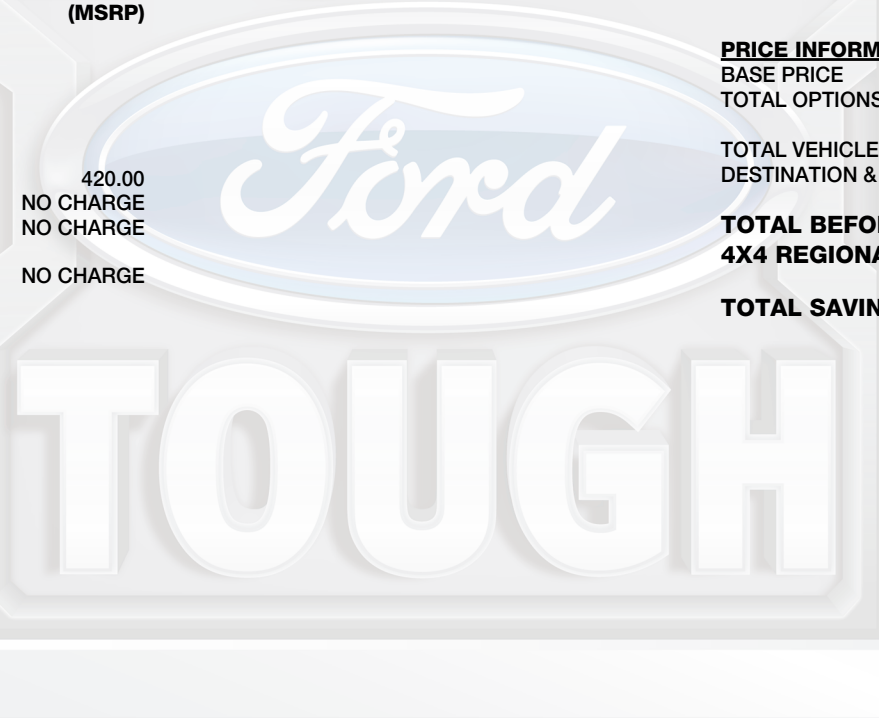 (MSRP)
420.00
NO CHARGE
NO CHARGE
NO CHARGE
PRICE INFORM
BASE PRICE
TOTAL OPTIONS
TOTAL VEHICLE
DESTINATION &
TOTAL BEFO
4X4 REGIONA
TOTAL SAVIN
Ford
TOUGH